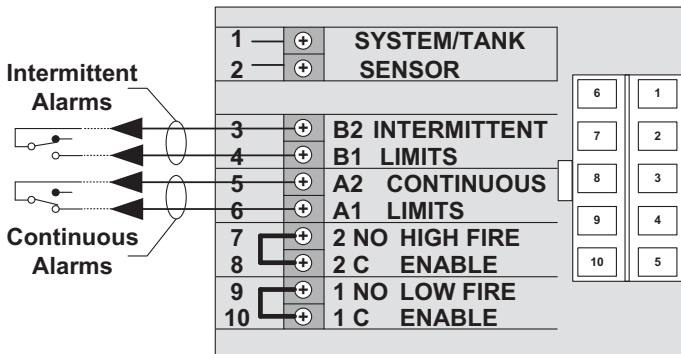 1 SYSTEM/TANK
2 SENSOR
Intermittent
Alarms
3 B2 INTERMITTENT
4 B1 LIMITS
5 A2 CONTINUOUS
6 A1 LIMITS
Continuous
Alarms
7 2 NO HIGH FIRE
8 2 C ENABLE
9 1 NO LOW FIRE
10 1 C ENABLE
6 1
7 2
8 3
9 4
10 5